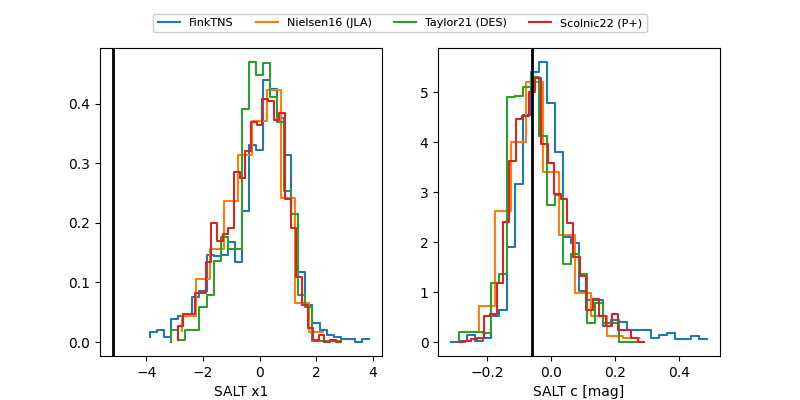 FinkTNS Nielsen16 (JLA) Taylor21 (DES) Scolnic22 (P+)
0.4
0.3
0.2
0.1
0.0
−4 −2 0 2 4
SALT x1
5
4
3
2
1
0
−0.2 0.0 0.2 0.4
SALT c [mag]